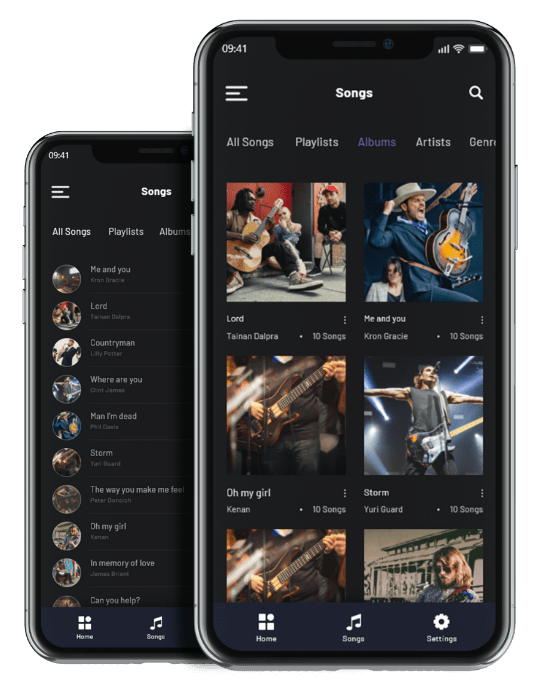 09:41
Songs
All Songs Playlists Albums
Me and you
Kron Gracie
Lord
Tainan Dalpra
Countryman
Lilly Potter
Where are you
Clint James
Man I'm dead
Phil Davis
Storm
Yuri Guard
The way you make me feel
Oh my girl
Kenan
In memory of love
James Briant
Can you help?
Home Songs
09:41
Songs
All Songs Playlists Albums Artists Genre
Lord Me and you
Tainan Dalpra • 10 Songs Kron Gracie • 10 Songs
Oh my girl Storm
Kenan • 10 Songs Yuri Guard • 10 Songs
Home Songs Settings